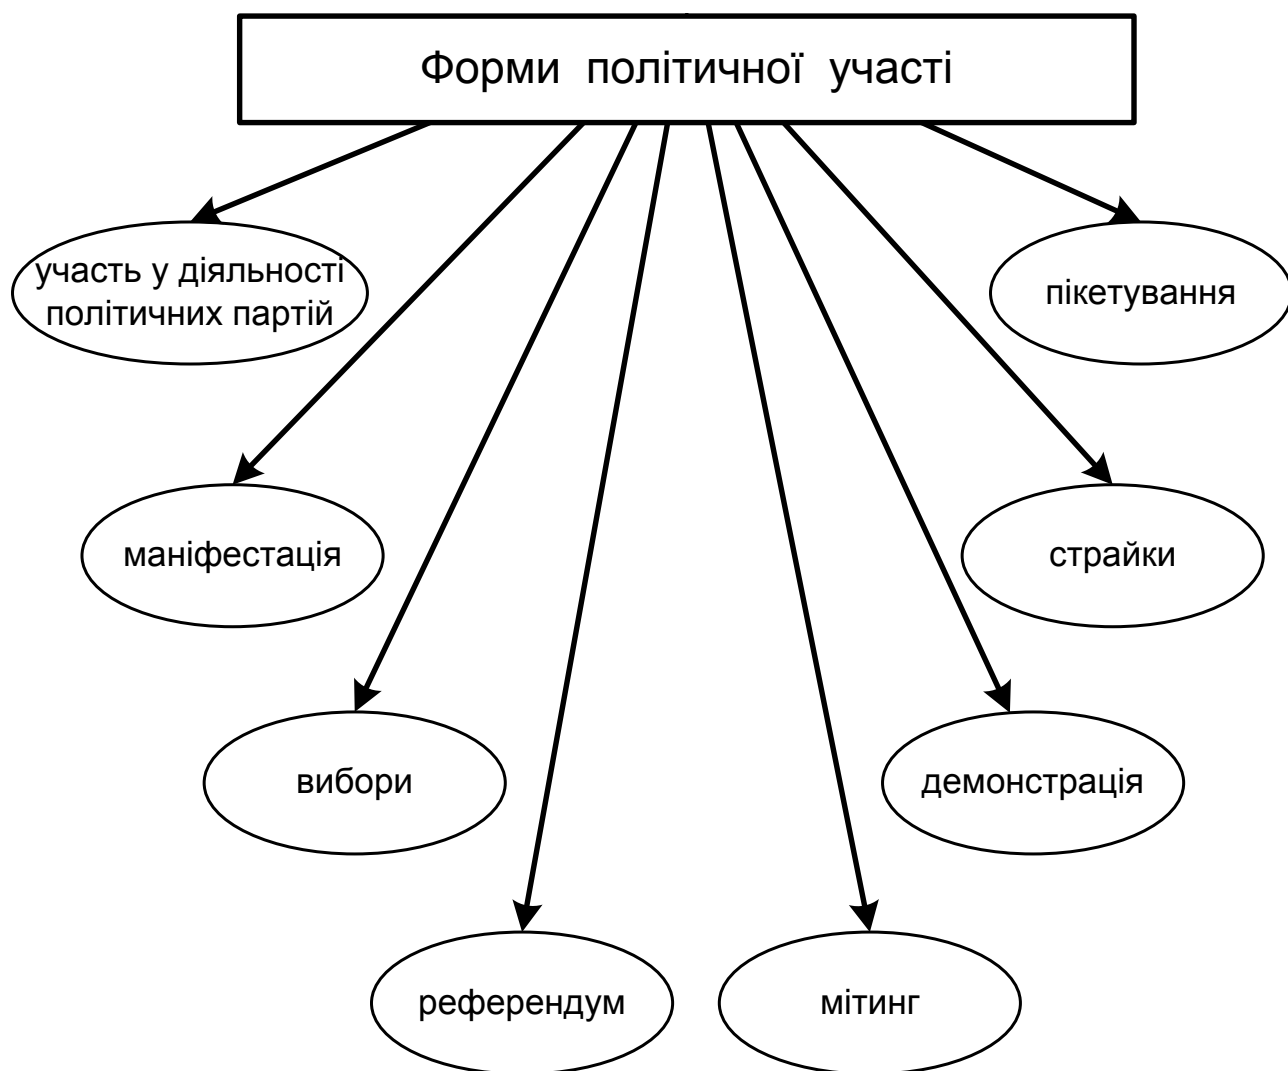 Форми політичної участі
участь у діяльності
політичних партій
пікетування
маніфестація
страйки
вибори
демонстрація
референдум
мітинг